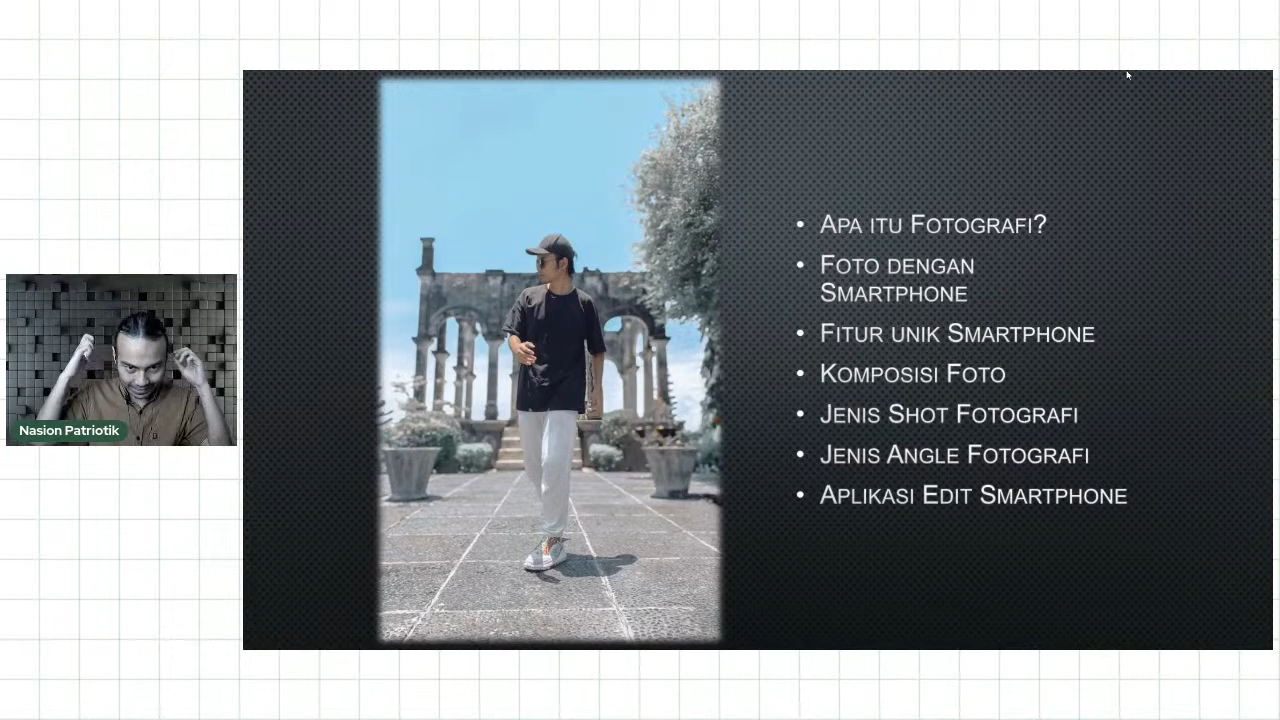 Apa itu Fotografi?
Foto dengan
Smartphone
Fitur unik Smartphone
Komposisi Foto
Jenis Shot Fotografi
Jenis Angle Fotografi
Aplikasi Edit Smartphone
Nasion Patriotik